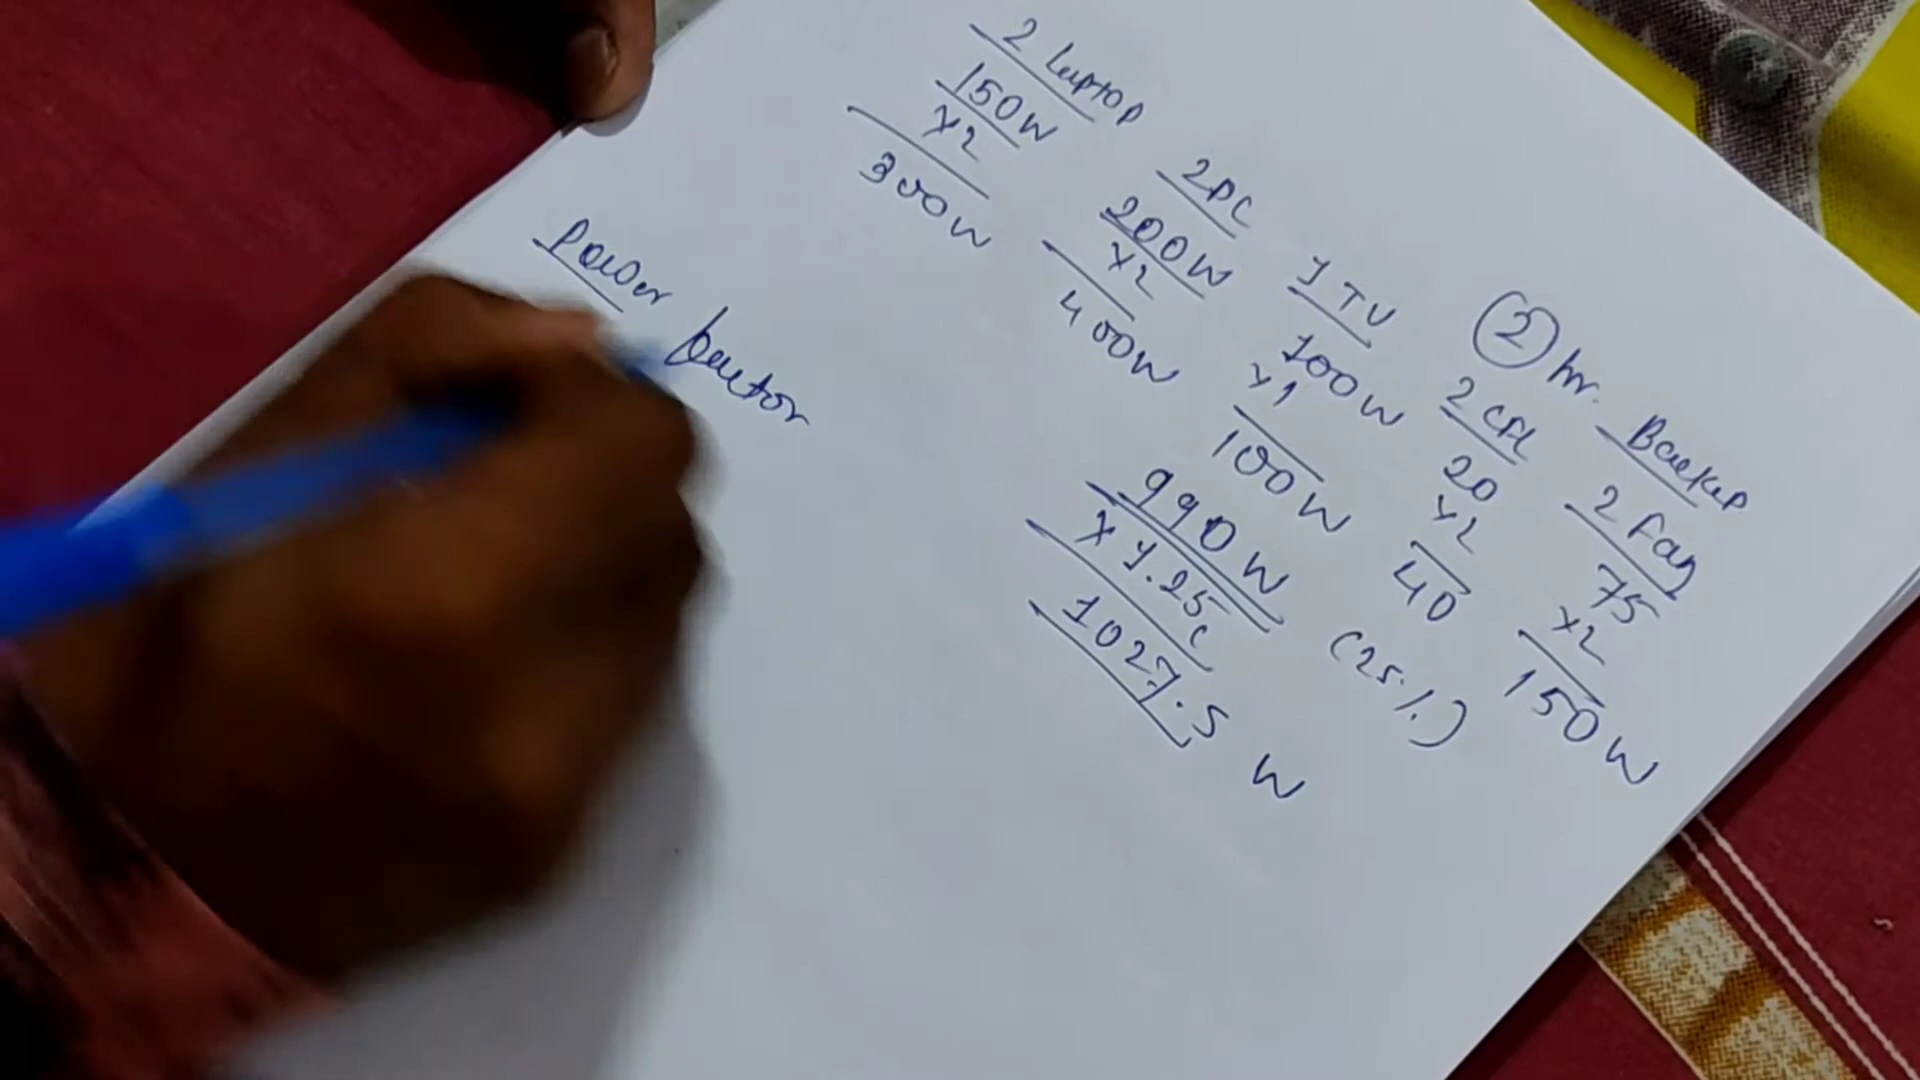 2 Laptop
150W
x2
300W
2PC
200W
x2
400W
1 TV
100W
x1
100W
2 hr. Backup
2 CFL
20
x2
40
2 Fan
75
x2
150W
990W
x 1.25 (25%)
1027.5 W
Power factor